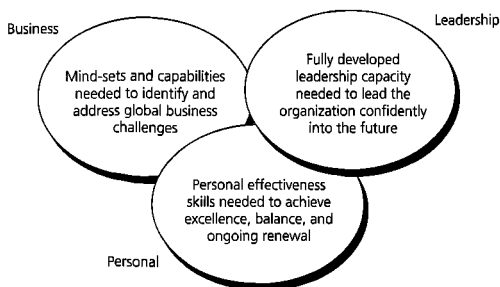 Business
Leadership
Mind-sets and capabilities
needed to identify and
address global business
challenges
Fully developed
leadership capacity
needed to lead the
organization confidently
into the future
Personal effectiveness
skills needed to achieve
excellence, balance, and
ongoing renewal
Personal